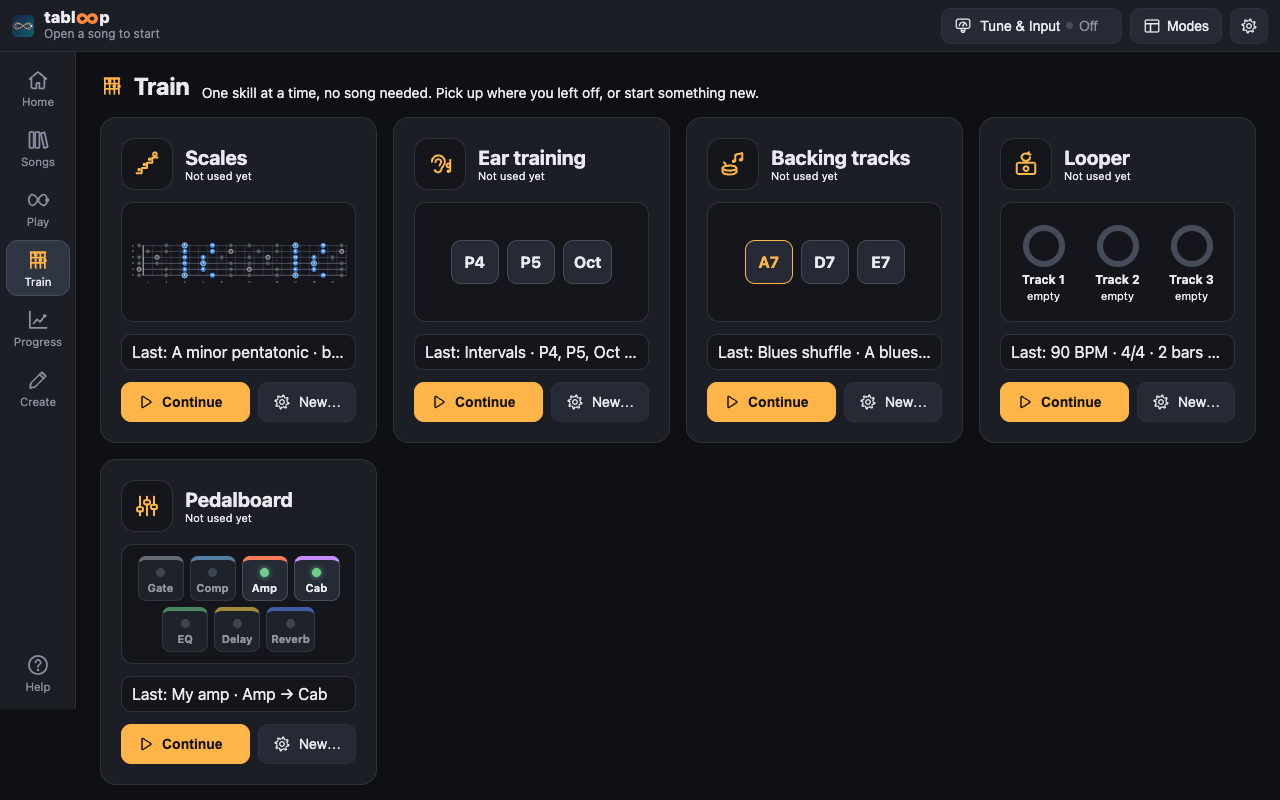 tabloop
Open a song to start
Tune & Input
Off
Modes
Home
Songs
Play
Train
Progress
Create
Help
Train
One skill at a time, no song needed. Pick up where you left off, or start something new.
Scales
Not used yet
Last: A minor pentatonic · b...
Continue
New...
Ear training
Not used yet
P4
P5
Oct
Last: Intervals · P4, P5, Oct ...
Continue
New...
Backing tracks
Not used yet
A7
D7
E7
Last: Blues shuffle · A blues...
Continue
New...
Looper
Not used yet
Track 1
empty
Track 2
empty
Track 3
empty
Last: 90 BPM · 4/4 · 2 bars ...
Continue
New...
Pedalboard
Not used yet
Gate
Comp
Amp
Cab
EQ
Delay
Reverb
Last: My amp · Amp → Cab
Continue
New...